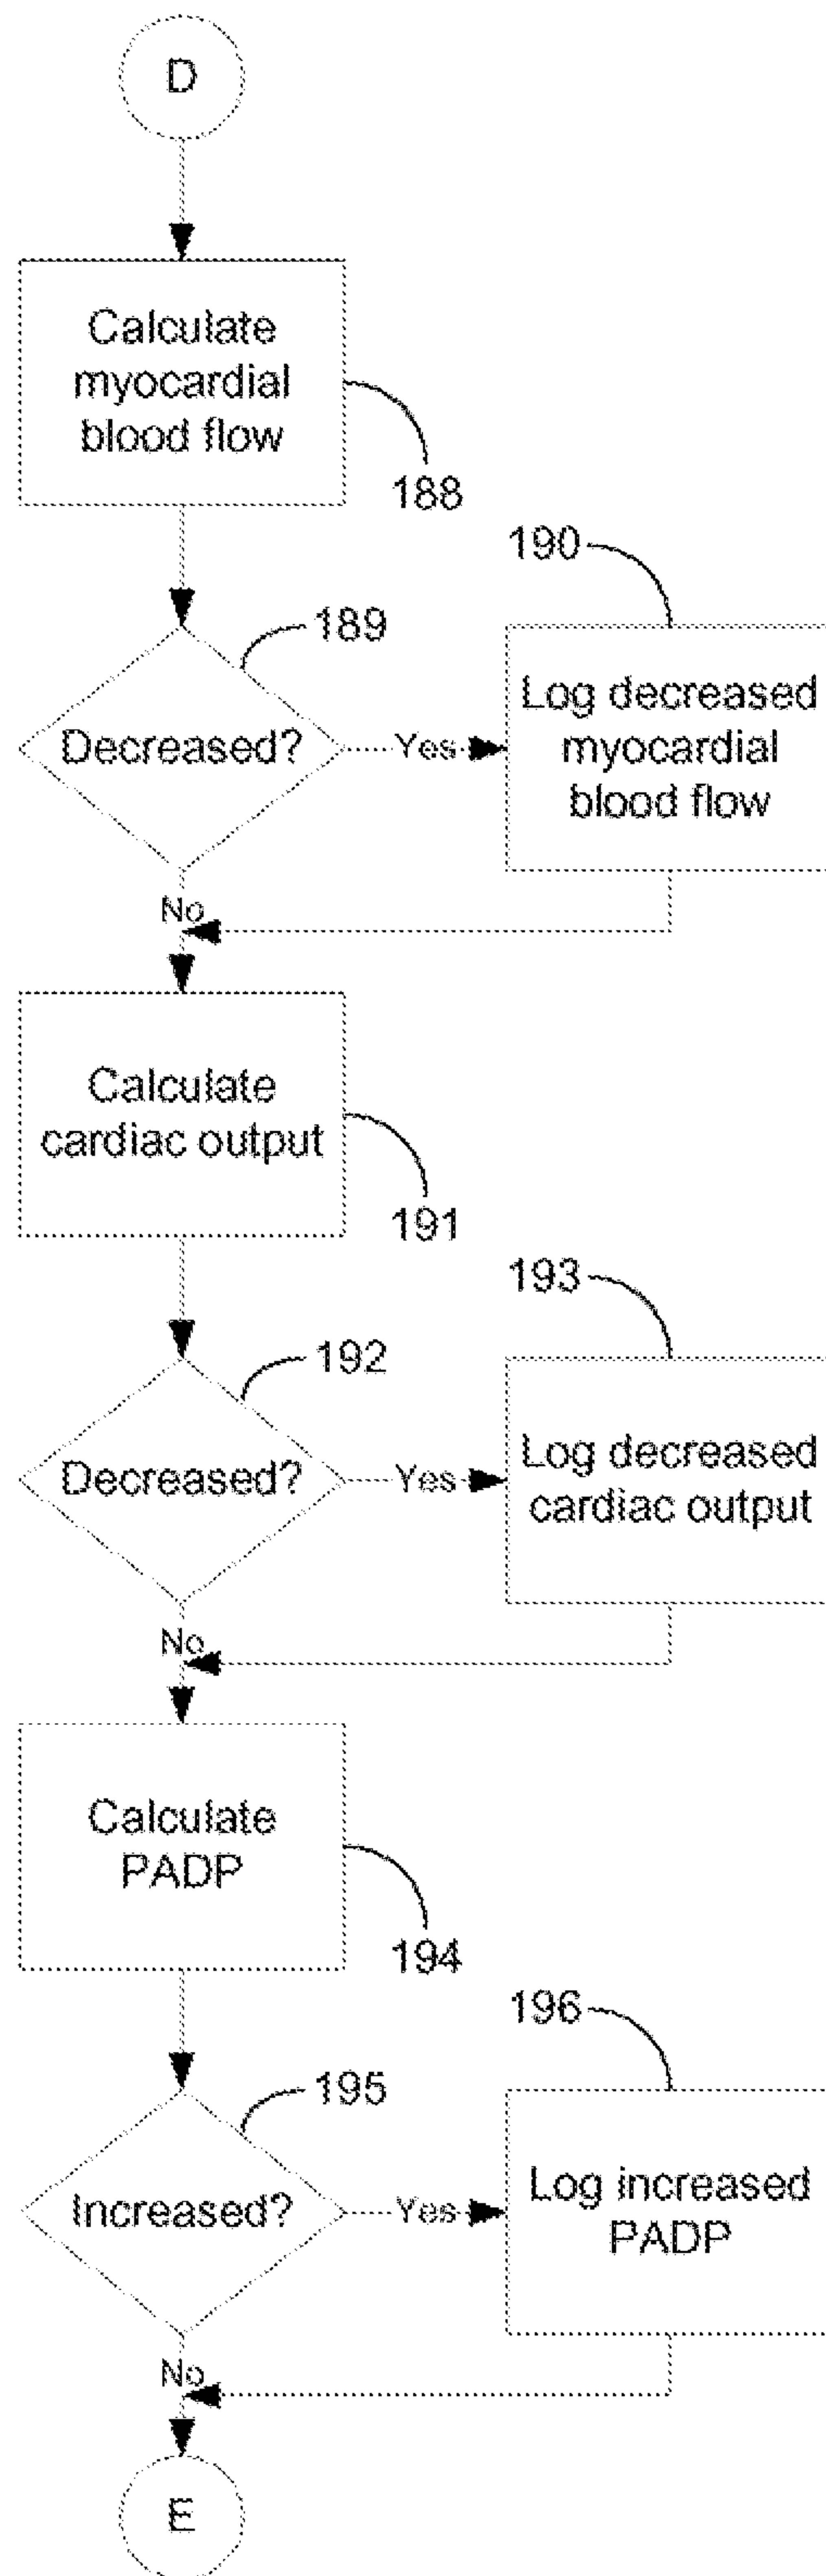 D
Calculate
myocardial
blood flow
188
190
189
Decreased?
Yes
Log decreased
myocardial
blood flow
No
Calculate
cardiac output
191
193
192
Decreased?
Yes
Log decreased
cardiac output
No
Calculate
PADP
194
196
195
Increased?
Yes
Log increased
PADP
No
E